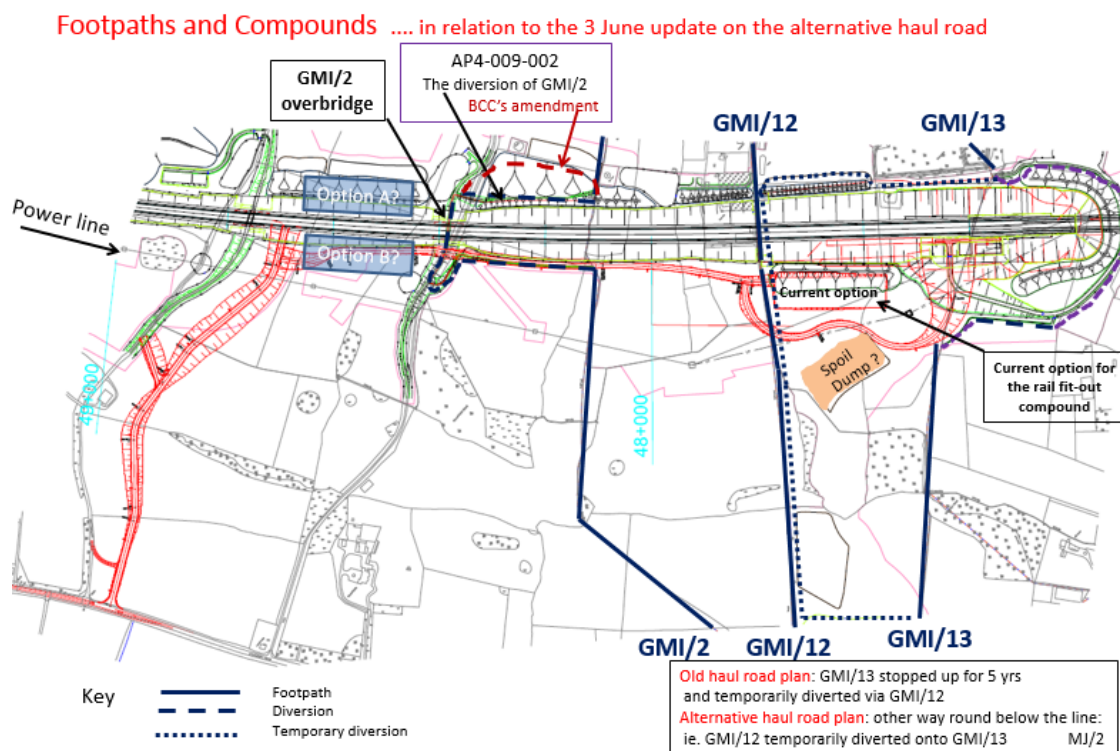 Footpaths and Compounds .... in relation to the 3 June update on the alternative haul road
GMI/2
overbridge
AP4-009-002
The diversion of GMI/2
BCC's amendment
GMI/12
GMI/13
Power line
Option A?
Option B?
Current option
Spoil
Dump ?
Current option for
the rail fit-out
compound
49+000
48+000
GMI/2
GMI/12
GMI/13
Key
Footpath
Diversion
Temporary diversion
Old haul road plan: GMI/13 stopped up for 5 yrs
and temporarily diverted via GMI/12
Alternative haul road plan: other way round below the line:
ie. GMI/12 temporarily diverted onto GMI/13 MJ/2